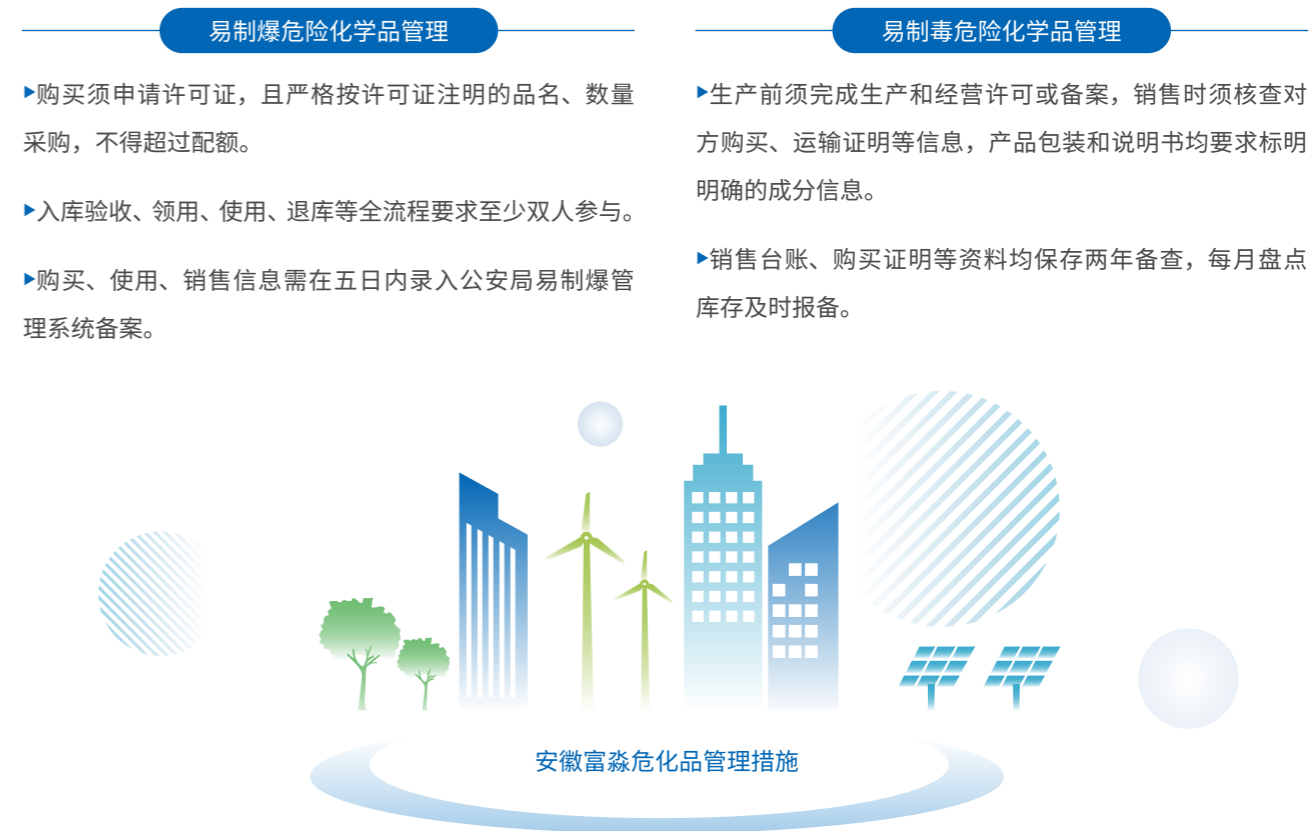 易制爆危险化学品管理
▶购买须申请许可证，且严格按许可证注明的品名、数量
采购，不得超过配额。
▶入库验收、领用、使用、退库等全流程要求至少双人参与。
▶购买、使用、销售信息需在五日内录入公安局易制爆管
理系统备案。
易制毒危险化学品管理
▶生产前须完成生产和经营许可或备案，销售时须核查对
方购买、运输证明等信息，产品包装和说明书均要求标明
明确的成分信息。
▶销售台账、购买证明等资料均保存两年备查，每月盘点
库存及时报备。
安徽富淼危化品管理措施